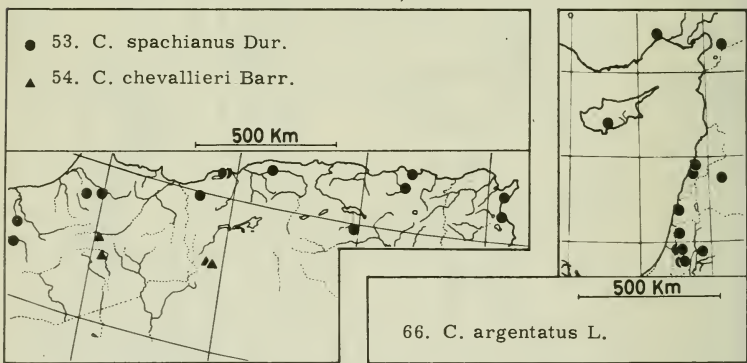 ● 53. C. spachianus Dur.
▲ 54. C. chevallieri Barr.
500 Km
500 Km
66. C. argentatus L.